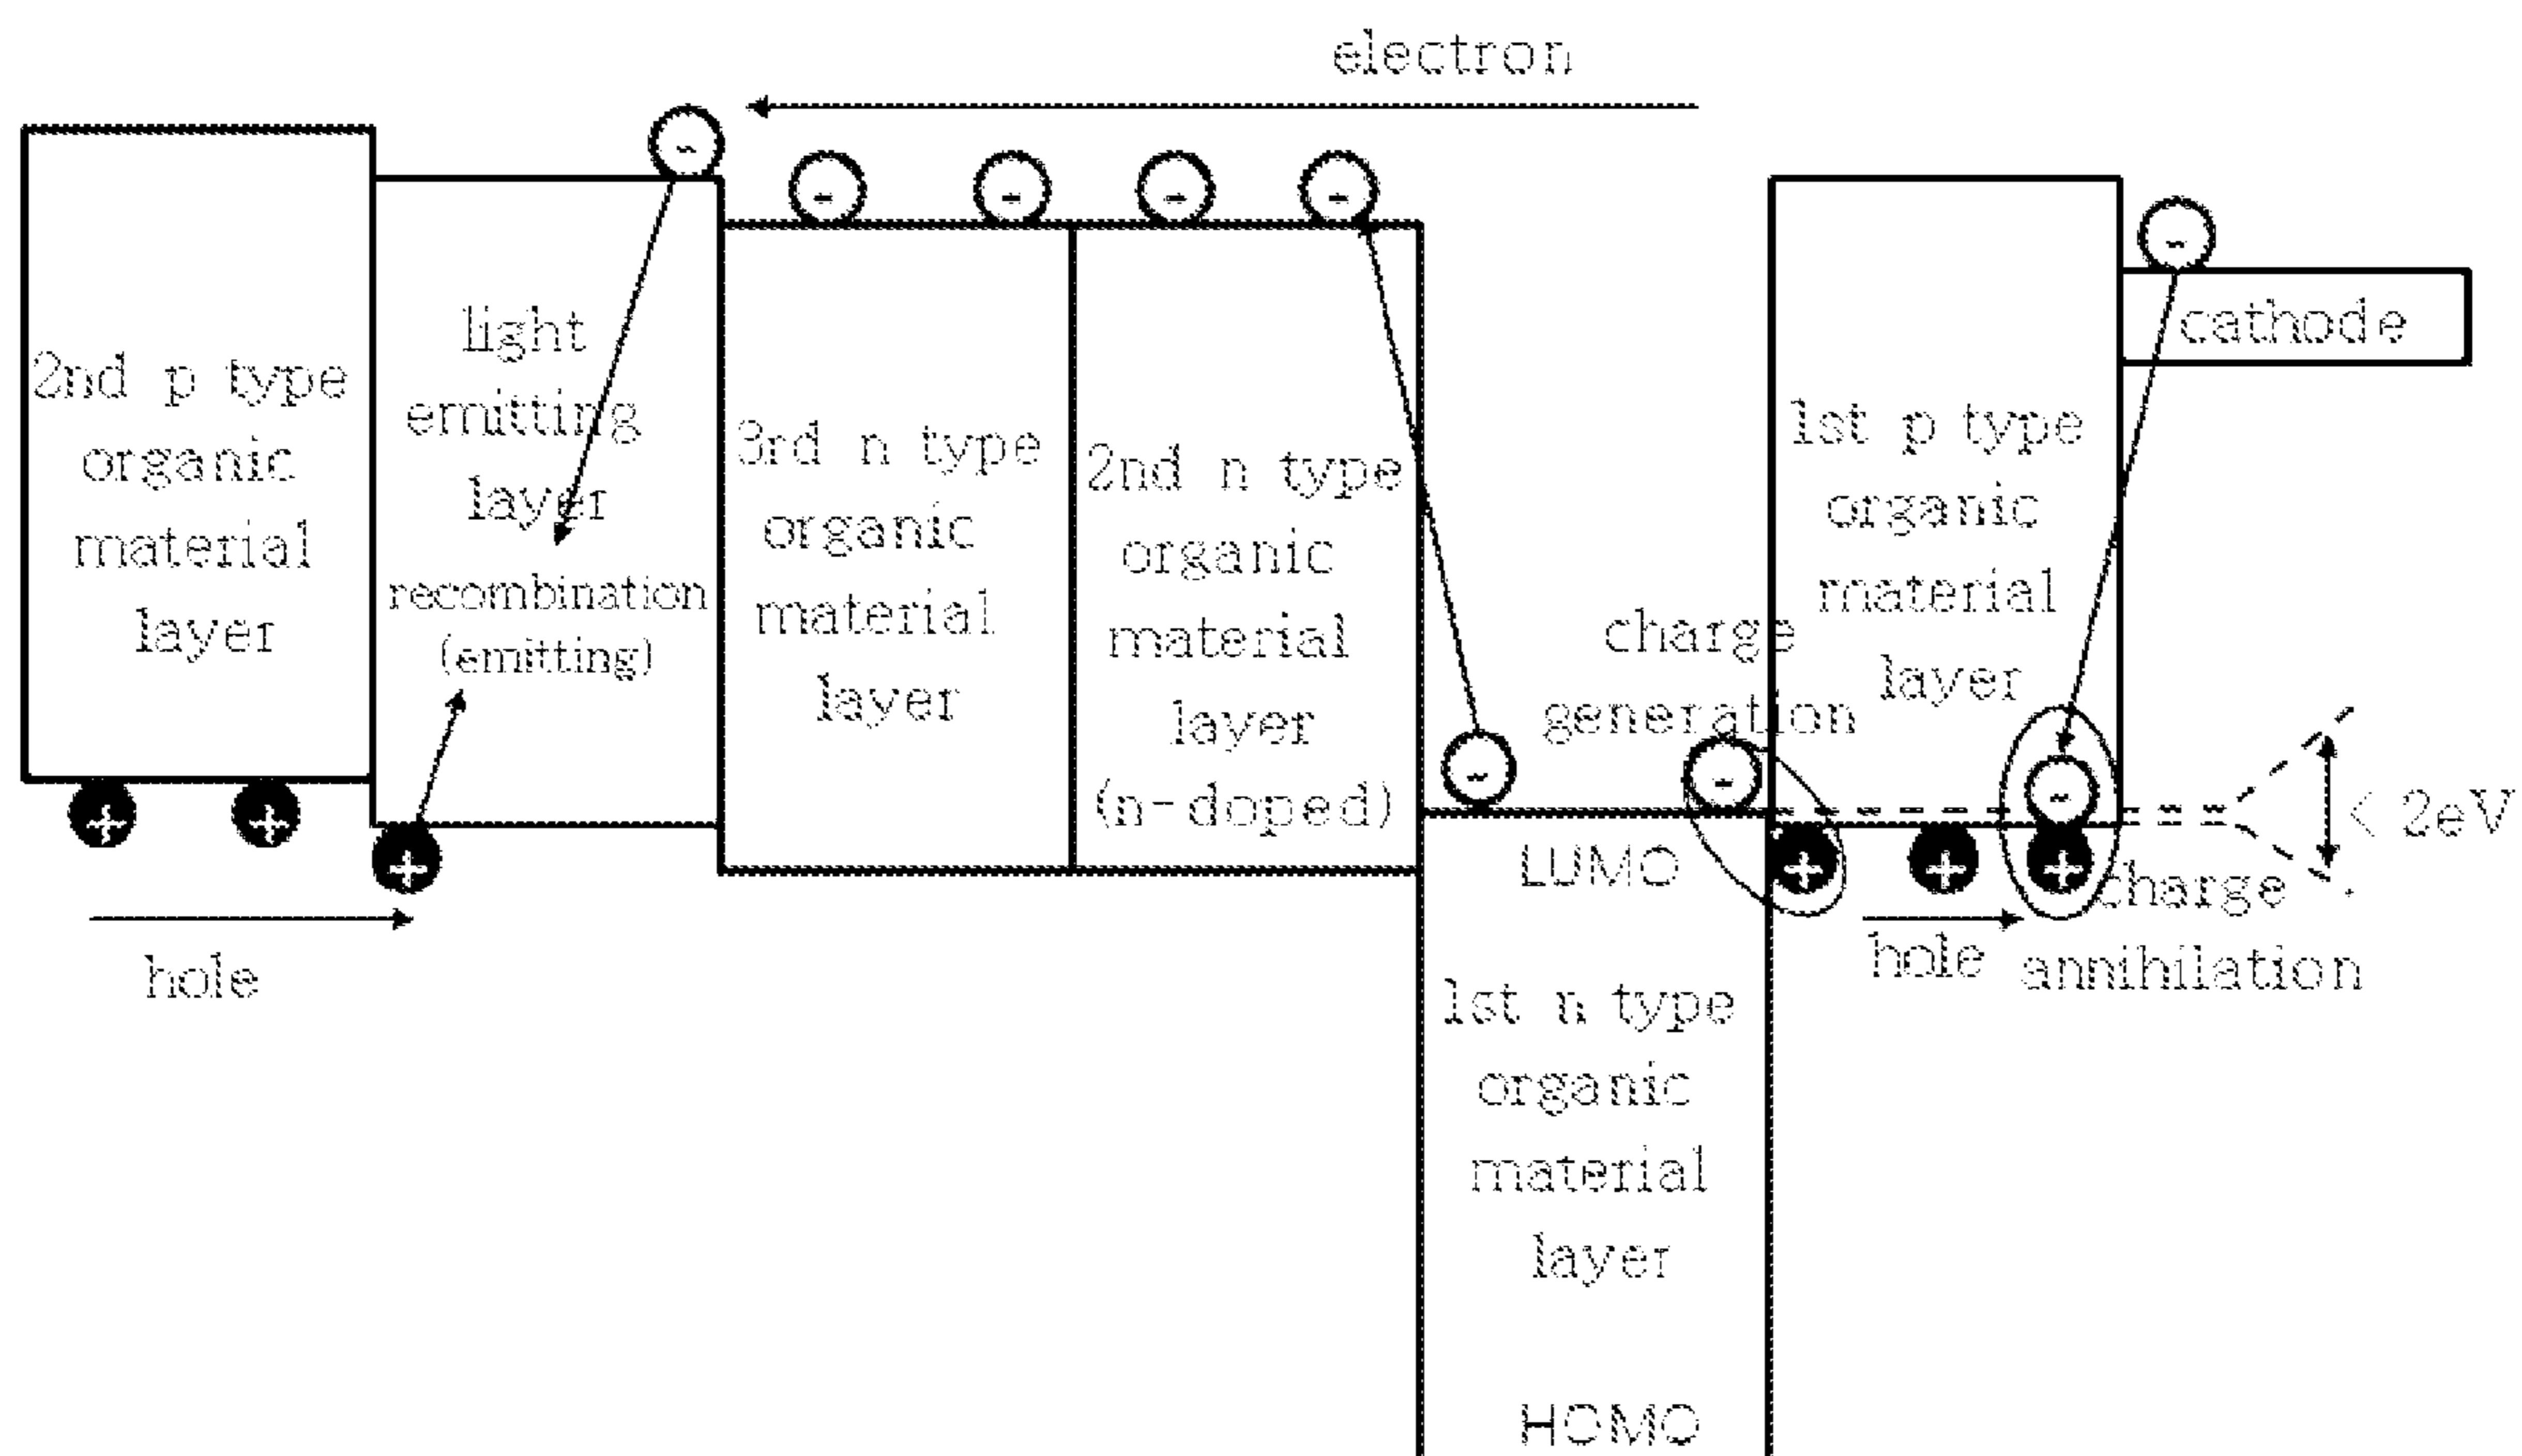 electron
2nd p type
organic
material
layer
light
emitting
layer
recombination
(emitting)
3rd n type
organic
material
layer
2nd n type
organic
material
layer
(n-doped)
charge
generation
1st p type
organic
material
layer
cathode
< 2eV
LUMO
1st n type
organic
material
layer
HOMO
hole
hole
charge
annihilation
-
-
-
-
-
-
-
-
-
+
+
+
+
+
+